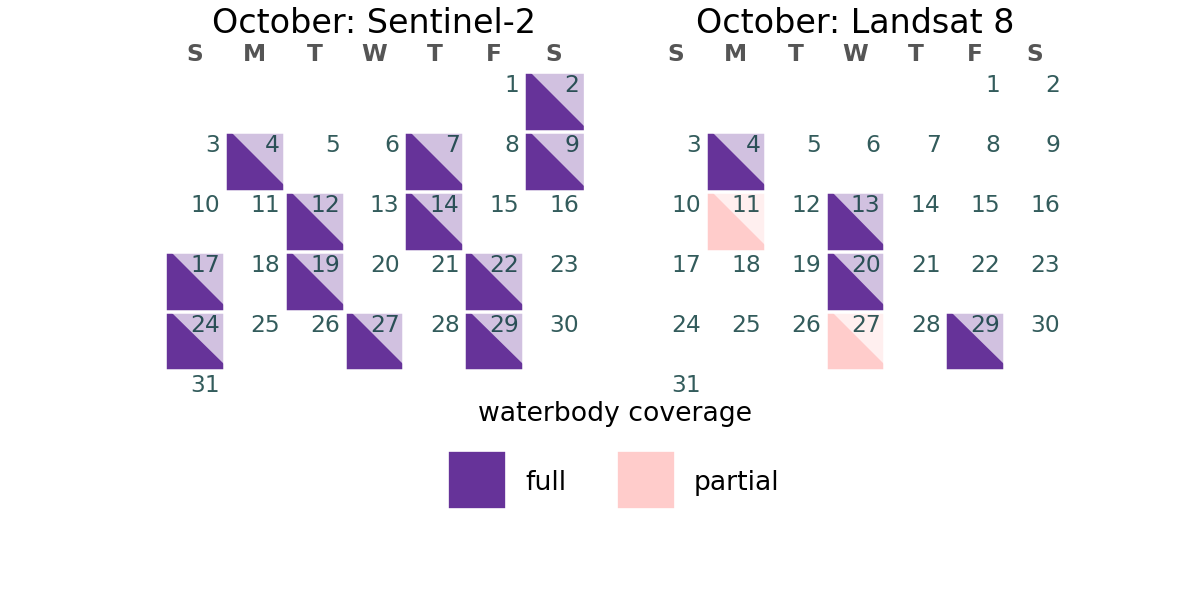 October: Sentinel-2
S M T W T F S
1 2
3 4 5 6 7 8 9
10 11 12 13 14 15 16
17 18 19 20 21 22 23
24 25 26 27 28 29 30
31
October: Landsat 8
S M T W T F S
1 2
3 4 5 6 7 8 9
10 11 12 13 14 15 16
17 18 19 20 21 22 23
24 25 26 27 28 29 30
31
waterbody coverage
full partial